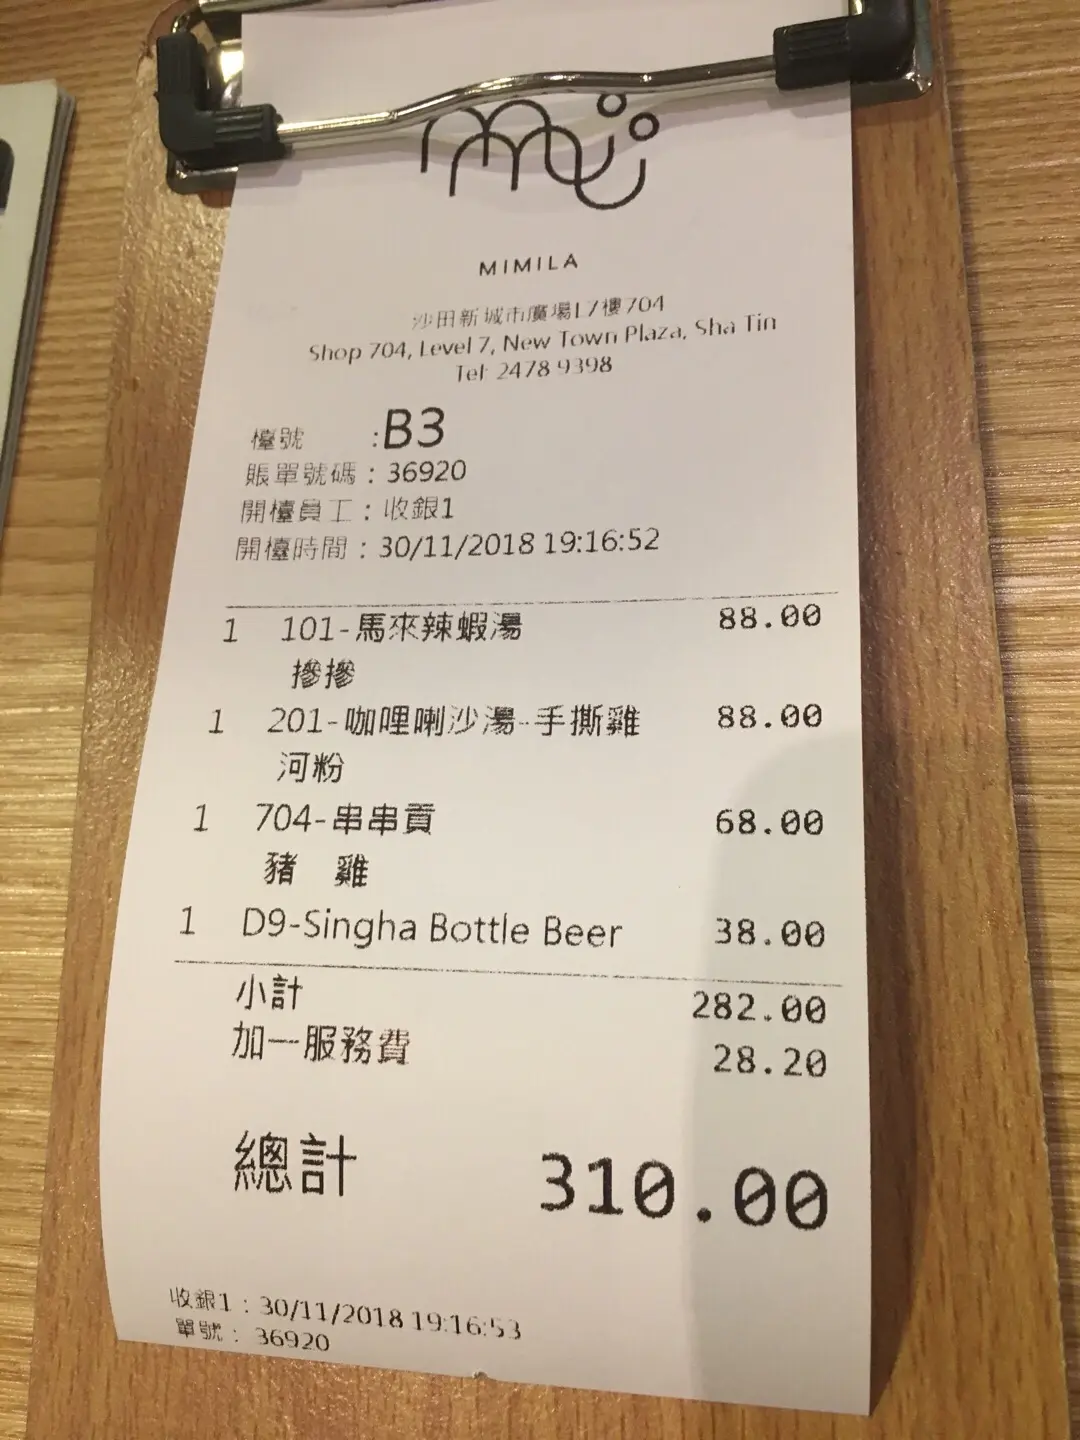 MIMILA
沙田新城市廣場L7樓704
Shop 704, Level 7, New Town Plaza, Sha Tin
Tel: 2478 9398
檯號 :B3
賬單號碼：36920
開檯員工：收銀1
開檯時間：30/11/2018 19:16:52
1 101-馬來辣蝦湯 88.00
摻摻
1 201-咖哩喇沙湯-手撕雞 88.00
河粉
1 704-串串貢 68.00
豬 雞
1 D9-Singha Bottle Beer 38.00
小計 282.00
加一服務費 28.20
總計 310.00
收銀1：30/11/2018 19:16:53
單號：36920